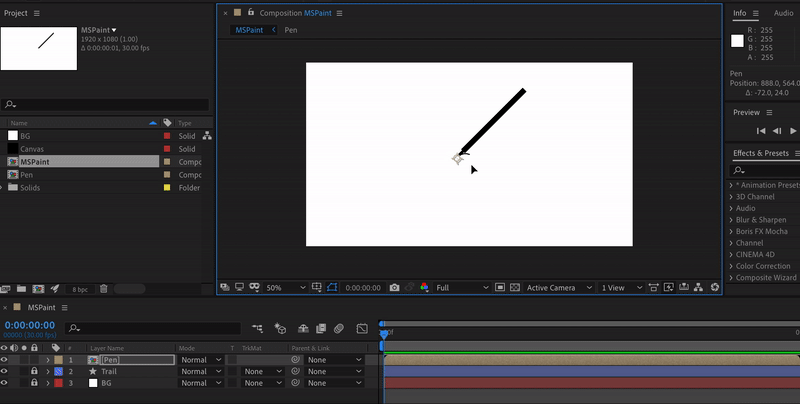 Project
MSPaint
1920 x 1080 (1.00)
Δ 0:00:00:01, 30.00 fps
Name
Type
BG
Solid
Canvas
Solid
MSPaint
Compo
Pen
Compo
Solids
Folder
8 bpc
Composition MSPaint
MSPaint
Pen
50%
0:00:00:00
Full
Active Camera
1 View
Info
Audio
R : 255
G : 255
B : 255
A : 255
Pen
Position: 888.0, 564.0
Δ: -72.0, 24.0
Preview
Effects & Presets
* Animation Presets
3D Channel
Audio
Blur & Sharpen
Boris FX Mocha
Channel
CINEMA 4D
Color Correction
Composite Wizard
MSPaint
0:00:00:00
00000 (30.00 fps)
#
Layer Name
Mode
T
TrkMat
Parent & Link
1
[Pen]
Normal
None
2
Trail
Normal
None
None
3
BG
Normal
None
None